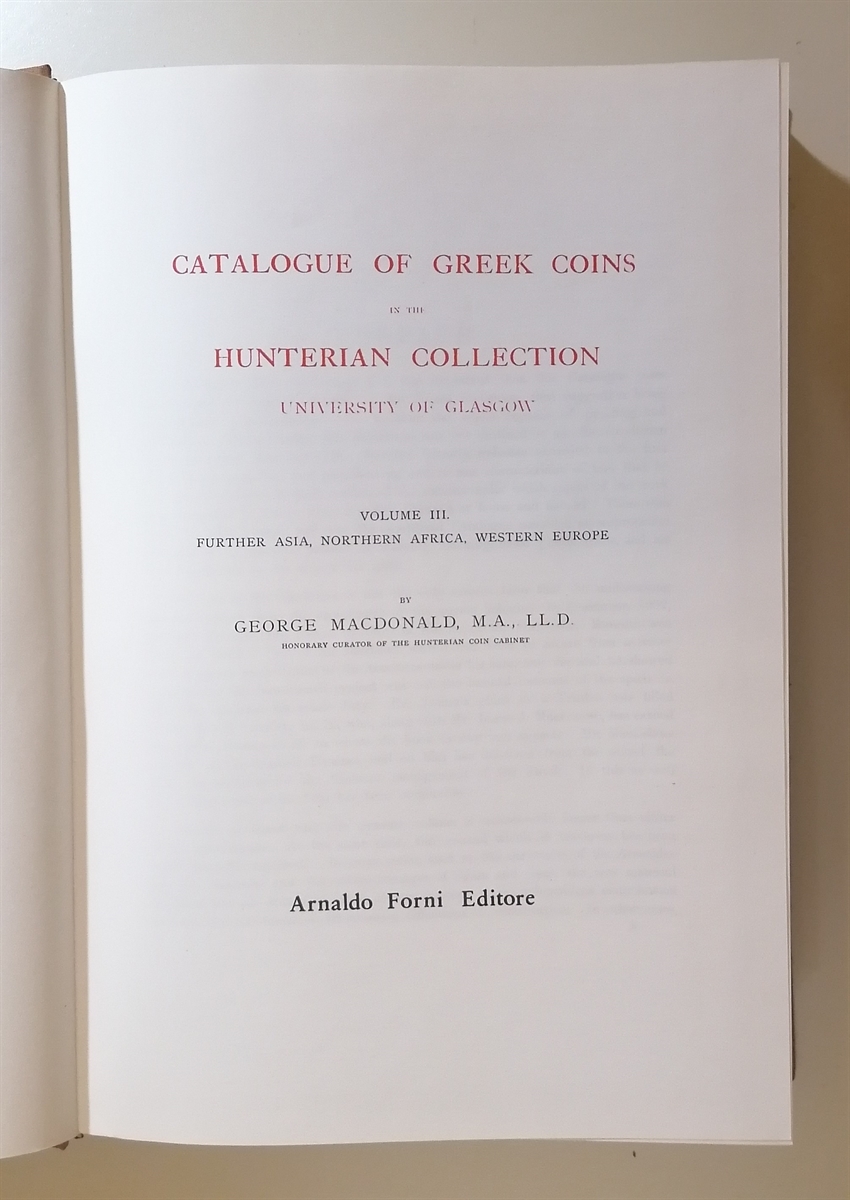 CATALOGUE OF GREEK COINS
IN THE
HUNTERIAN COLLECTION
UNIVERSITY OF GLASGOW
VOLUME III.
FURTHER ASIA, NORTHERN AFRICA, WESTERN EUROPE
BY
GEORGE MACDONALD, M.A., LL.D.
HONORARY CURATOR OF THE HUNTERIAN COIN CABINET
Arnaldo Forni Editore